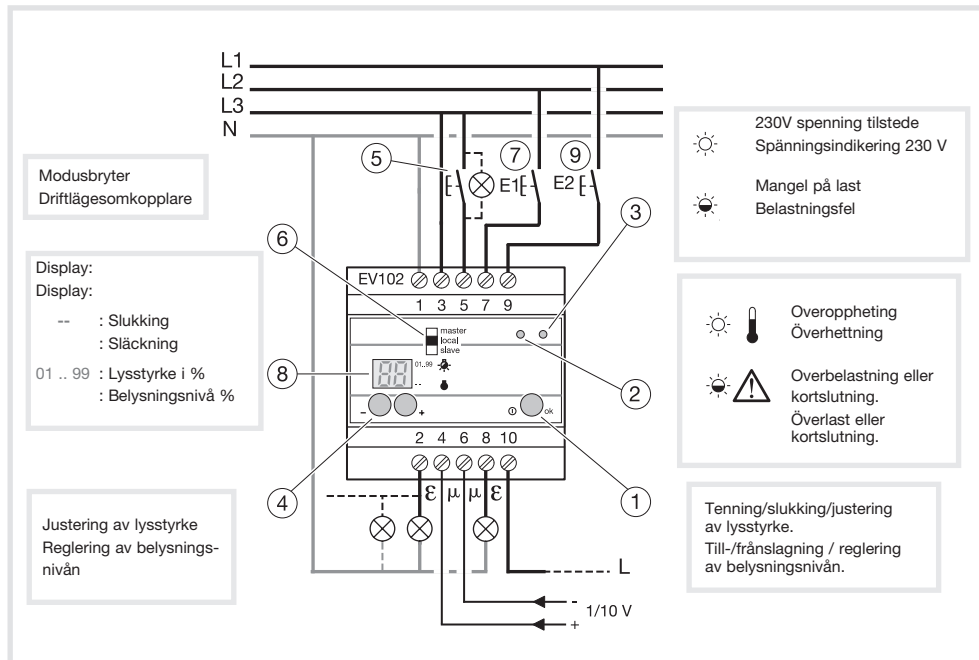 L1
L2
L3
N
5
7
9
E1
E2
3
6
Modusbryter
Driftlägesomkopplare
Display:
Display:
-- : Slukking
: Släckning
01 .. 99 : Lysstyrke i %
: Belysningsnivå %
Justering av lysstyrke
Reglering av belysnings-
nivån
EV102
1 3 5 7 9
master
local
slave
8
88
01..99
--
2
- +
ok
2 4 6 8 10
4
1
ε μ μ ε
L
-
1/10 V
+
230V spenning tilstede
Spänningsindikering 230 V
Mangel på last
Belastningsfel
Overoppheting
Överhettning
Overbelastning eller
kortslutning.
Överlast eller
kortslutning.
Tenning/slukking/justering
av lysstyrke.
Till-/frånslagning / reglering
av belysningsnivån.